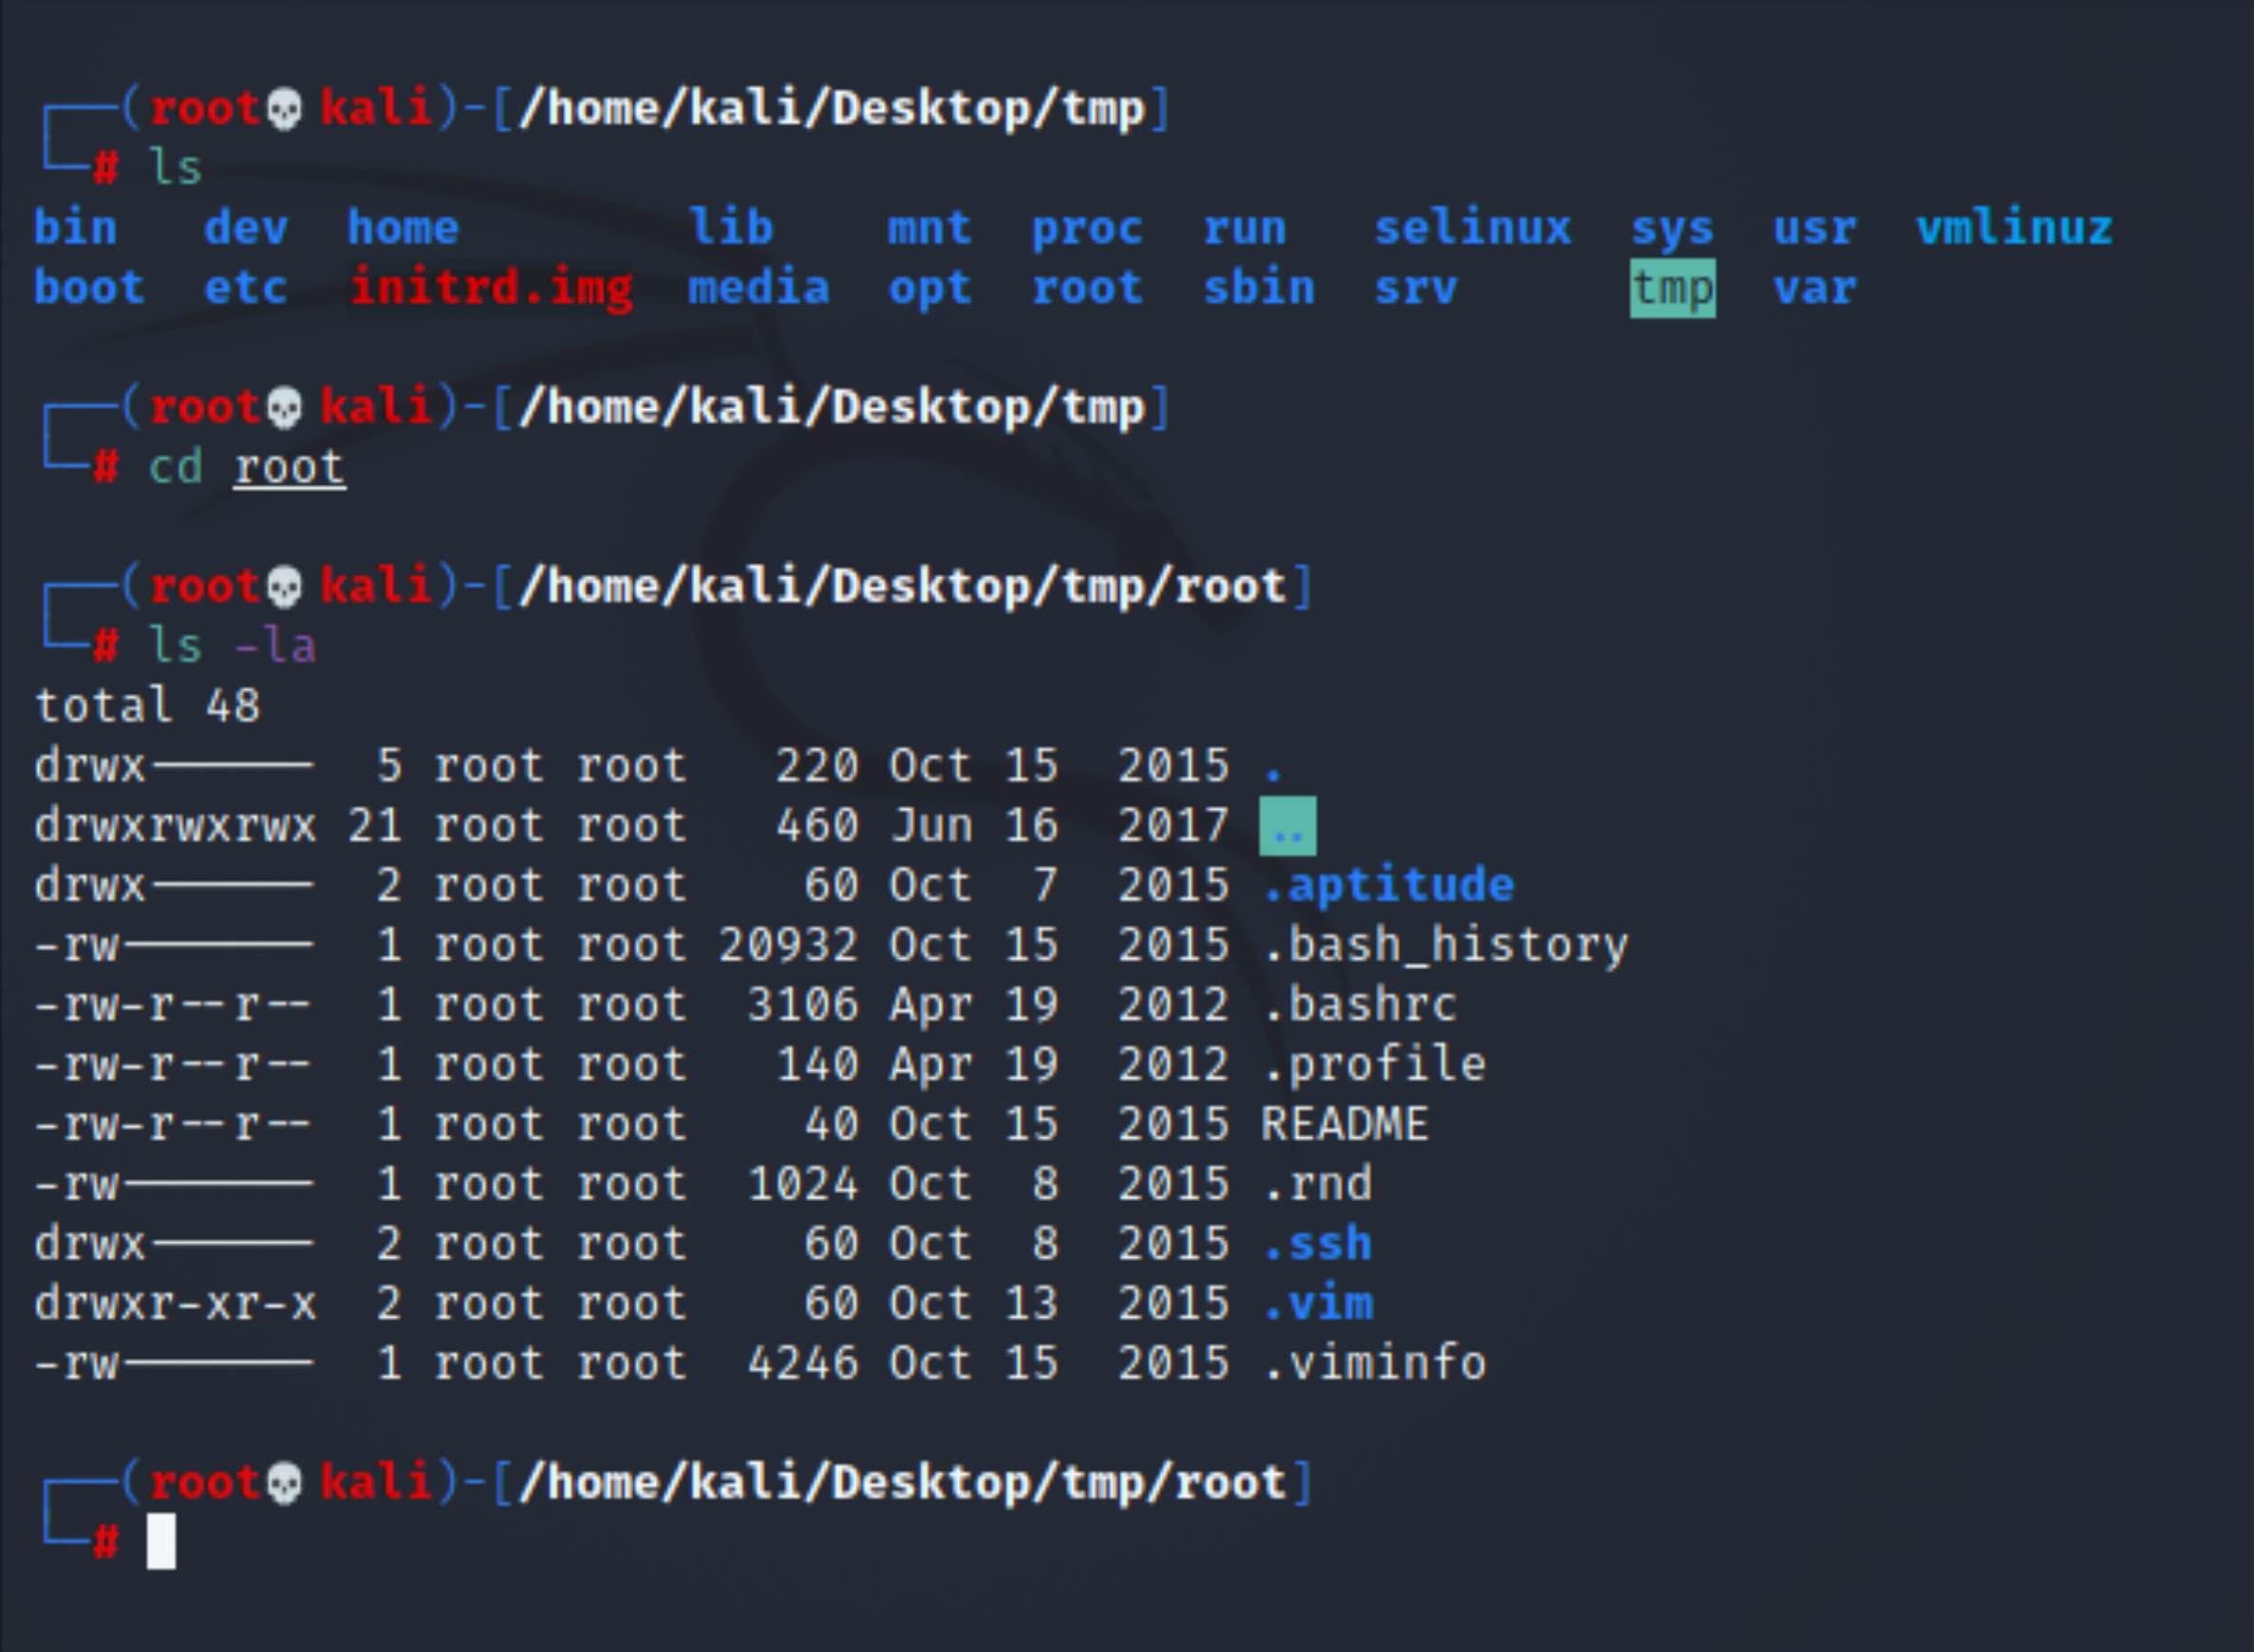 ┌──(root💀kali)-[/home/kali/Desktop/tmp]
└─# ls
bin   dev  home        lib    mnt  proc  run   selinux  sys  usr  vmlinuz
boot  etc  initrd.img  media  opt  root  sbin  srv      tmp  var
┌──(root💀kali)-[/home/kali/Desktop/tmp]
└─# cd root
┌──(root💀kali)-[/home/kali/Desktop/tmp/root]
└─# ls -la
total 48
drwx------  5 root root   220 Oct 15  2015 .
drwxrwxrwx 21 root root   460 Jun 16  2017 ..
drwx------  2 root root    60 Oct  7  2015 .aptitude
-rw-------  1 root root 20932 Oct 15  2015 .bash_history
-rw-r--r--  1 root root  3106 Apr 19  2012 .bashrc
-rw-r--r--  1 root root   140 Apr 19  2012 .profile
-rw-r--r--  1 root root    40 Oct 15  2015 README
-rw-------  1 root root  1024 Oct  8  2015 .rnd
drwx------  2 root root    60 Oct  8  2015 .ssh
drwxr-xr-x  2 root root    60 Oct 13  2015 .vim
-rw-------  1 root root  4246 Oct 15  2015 .viminfo
┌──(root💀kali)-[/home/kali/Desktop/tmp/root]
└─#